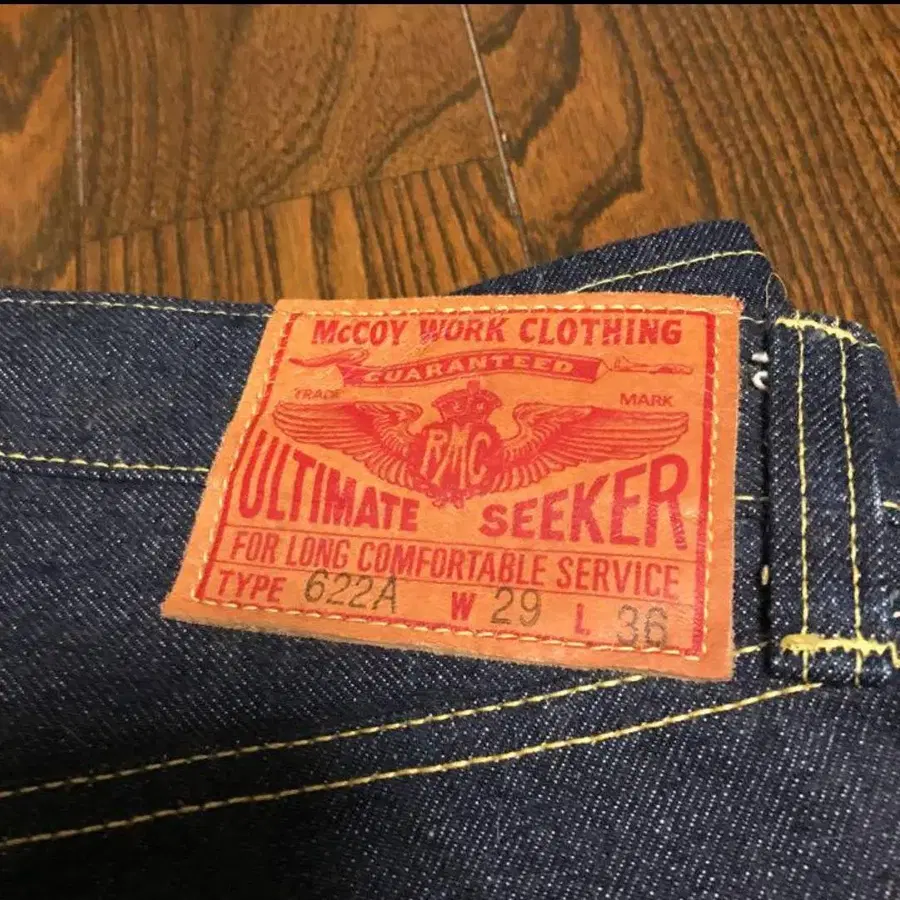 McCOY WORK CLOTHING
GUARANTEED
TRADE MARK
RMC
ULTIMATE SEEKER
FOR LONG COMFORTABLE SERVICE
TYPE 622A W 29 L 36